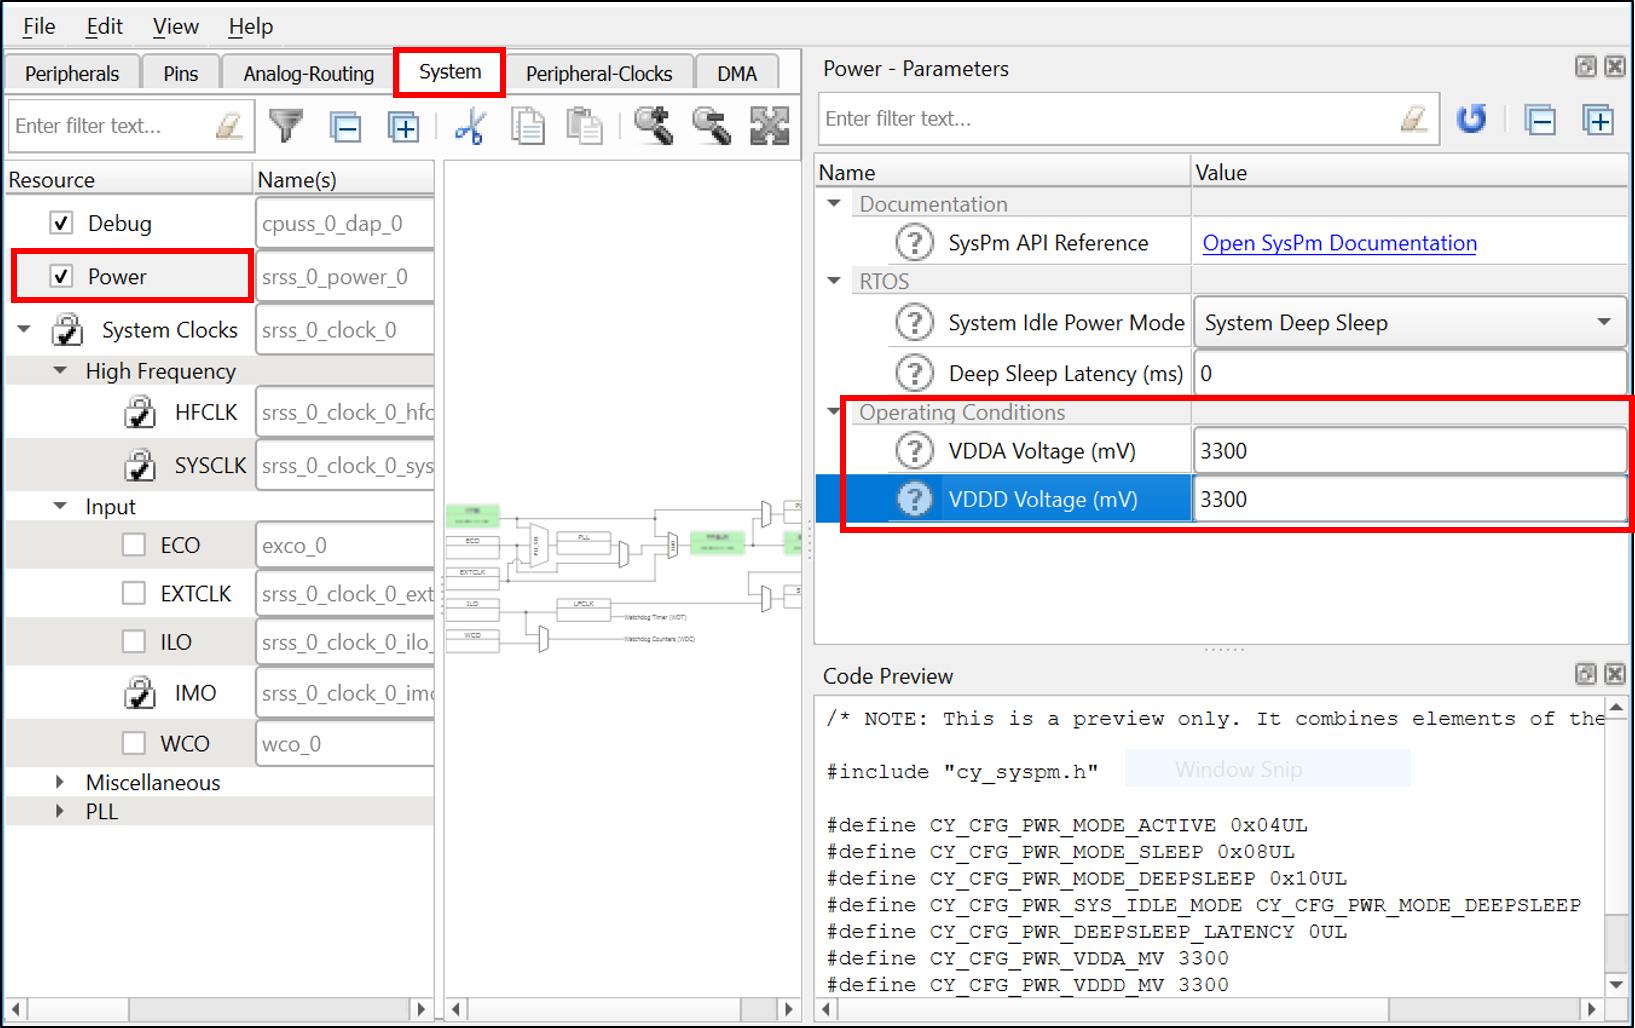 File Edit View Help
Peripherals Pins Analog-Routing System Peripheral-Clocks DMA
Enter filter text...
Resource Name(s)
Debug cpuss_0_dap_0
Power srss_0_power_0
System Clocks srss_0_clock_0
High Frequency
HFCLK srss_0_clock_0_hfc
SYSCLK srss_0_clock_0_sys
Input
ECO exco_0
EXTCLK srss_0_clock_0_ext
ILO srss_0_clock_0_ilo_
IMO srss_0_clock_0_imo
WCO wco_0
Miscellaneous
PLL
ECO
PLL
EXTCLK
ILO
LFCLK
Watchdog Timer (WDT)
WCO
Watchdog Counters (WDC)
Power - Parameters
Enter filter text...
Name Value
Documentation
SysPm API Reference Open SysPm Documentation
RTOS
System Idle Power Mode System Deep Sleep
Deep Sleep Latency (ms) 0
Operating Conditions
VDDA Voltage (mV) 3300
VDDD Voltage (mV) 3300
Code Preview
/* NOTE: This is a preview only. It combines elements of the
#include "cy_syspm.h"
Window Snip
#define CY_CFG_PWR_MODE_ACTIVE 0x04UL
#define CY_CFG_PWR_MODE_SLEEP 0x08UL
#define CY_CFG_PWR_MODE_DEEPSLEEP 0x10UL
#define CY_CFG_PWR_SYS_IDLE_MODE CY_CFG_PWR_MODE_DEEPSLEEP
#define CY_CFG_PWR_DEEPSLEEP_LATENCY 0UL
#define CY_CFG_PWR_VDDA_MV 3300
#define CY_CFG_PWR_VDDD_MV 3300